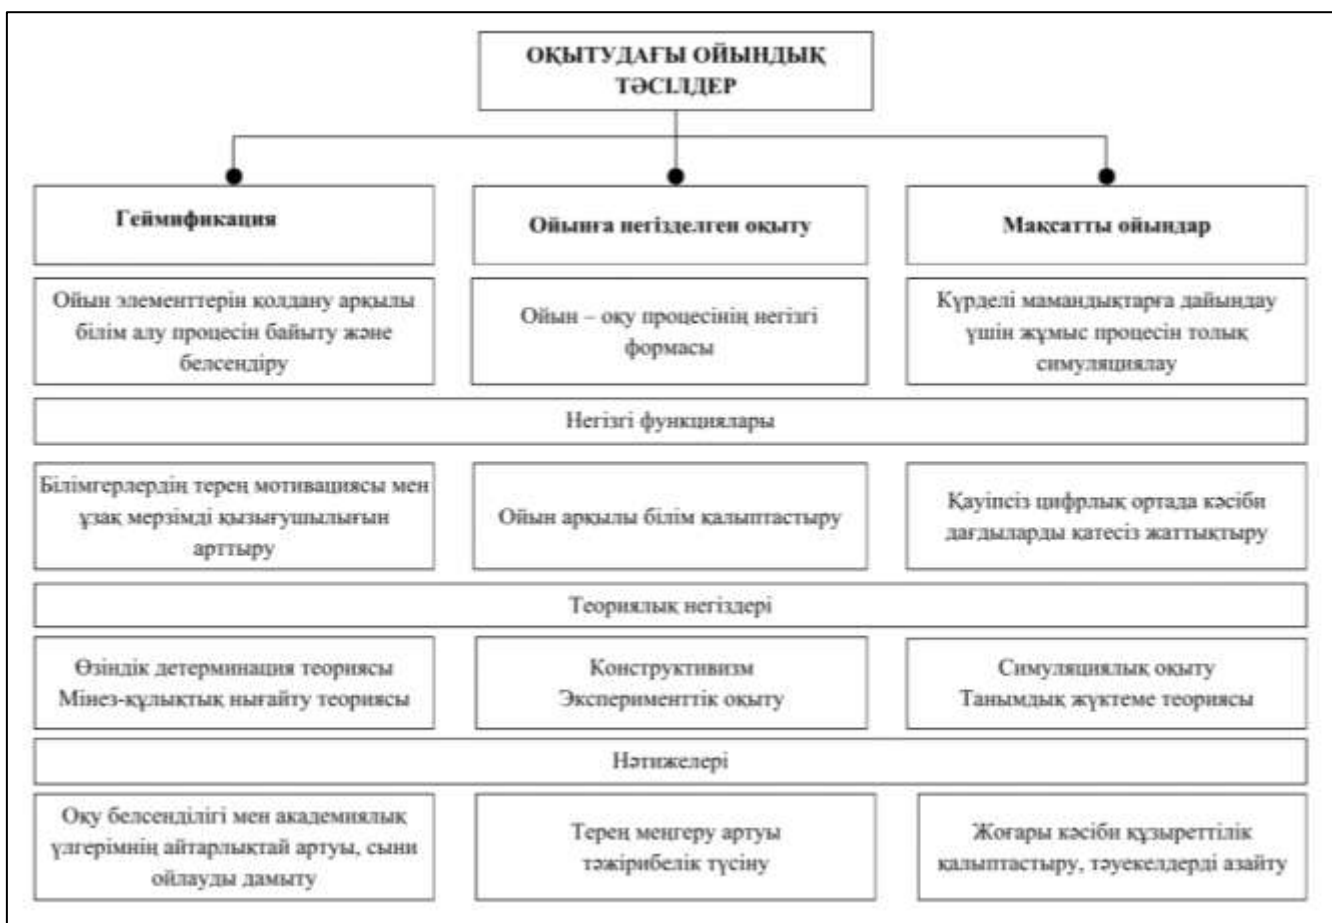 ОҚЫТУДАҒЫ ОЙЫНДЫҚ
ТӘСІЛДЕР
Геймификация
Ойынға негізделген оқыту
Мақсатты ойындар
Ойын элементтерін қолдану арқылы
білім алу процесін байыту және
белсендіру
Ойын – оқу процесінің негізгі
формасы
Күрделі мамандықтарға дайындау
үшін жұмыс процесін толық
симуляциялау
Негізгі функциялары
Білімгерлердің терең мотивациясы мен
ұзақ мерзімді қызығушылығын
арттыру
Ойын арқылы білім қалыптастыру
Қауіпсіз цифрлық ортада кәсіби
дағдыларды қатесіз жаттықтыру
Теориялық негіздері
Өзіндік детерминация теориясы
Мінез-құлықтық нығайту теориясы
Конструктивизм
Эксперименттік оқыту
Симуляциялық оқыту
Танымдық жүктеме теориясы
Нәтижелері
Оқу белсенділігі мен академиялық
үлгерімнің айтарлықтай артуы, сыни
ойлауды дамыту
Терең меңгеру артуы
тәжірибелік түсіну
Жоғары кәсіби құзыреттілік
қалыптастыру, тәуекелдерді азайту